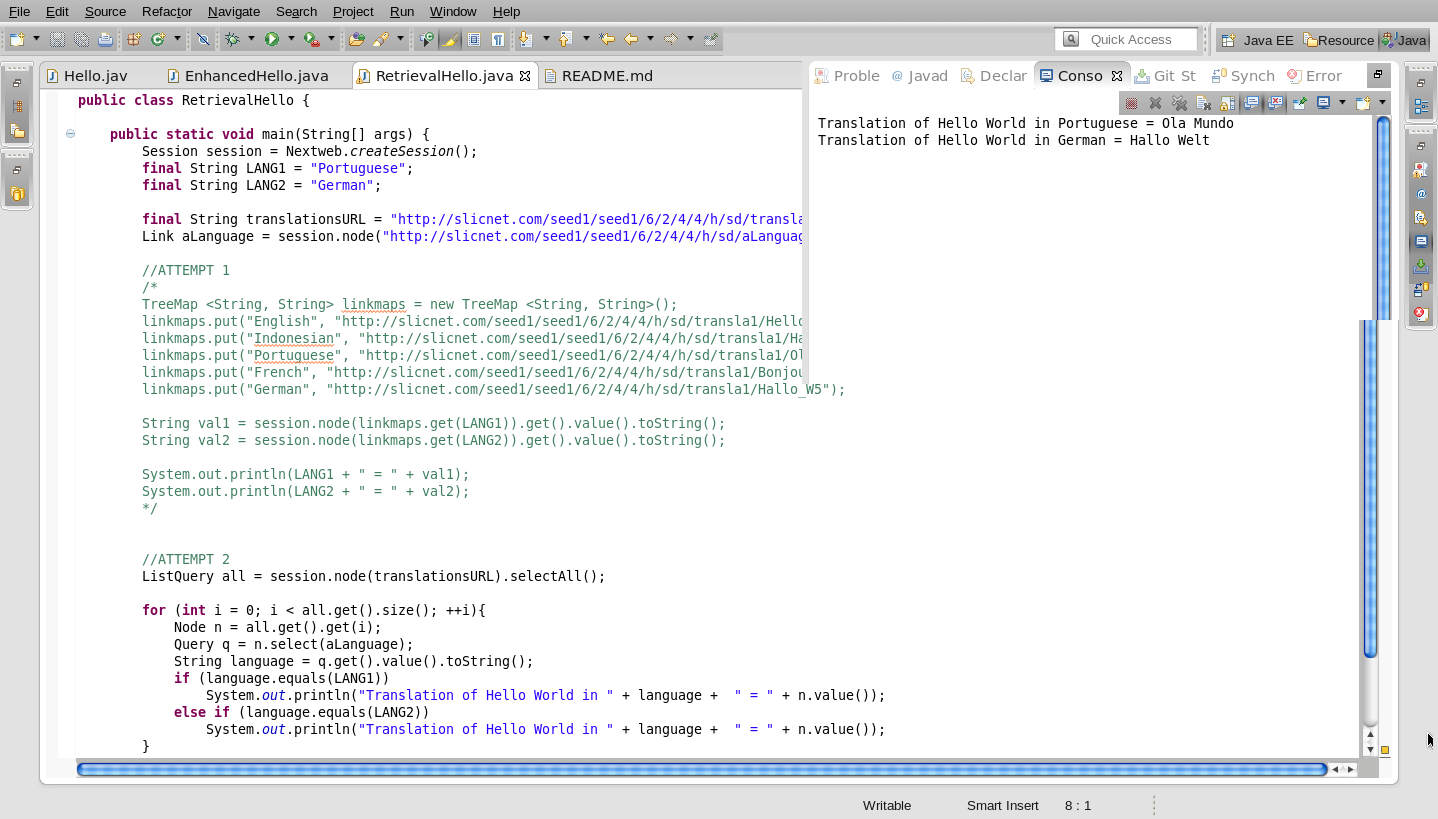 File Edit Source Refactor Navigate Search Project Run Window Help
Quick Access
Java EE Resource Java
Hello.jav EnhancedHello.java RetrievalHello.java README.md
Proble Javad Declar Conso Git St Synch Error
public class RetrievalHello {
public static void main(String[] args) {
Session session = Nextweb.createSession();
final String LANG1 = "Portuguese";
final String LANG2 = "German";
final String translationsURL = "http://slicnet.com/seed1/seed1/6/2/4/4/h/sd/transla
Link aLanguage = session.node("http://slicnet.com/seed1/seed1/6/2/4/4/h/sd/aLanguag
//ATTEMPT 1
/*
TreeMap <String, String> linkmaps = new TreeMap <String, String>();
linkmaps.put("English", "http://slicnet.com/seed1/seed1/6/2/4/4/h/sd/transla1/Hello
linkmaps.put("Indonesian", "http://slicnet.com/seed1/seed1/6/2/4/4/h/sd/transla1/Ha
linkmaps.put("Portuguese", "http://slicnet.com/seed1/seed1/6/2/4/4/h/sd/transla1/Ol
linkmaps.put("French", "http://slicnet.com/seed1/seed1/6/2/4/4/h/sd/transla1/Bonjou
linkmaps.put("German", "http://slicnet.com/seed1/seed1/6/2/4/4/h/sd/transla1/Hallo_W5");
String val1 = session.node(linkmaps.get(LANG1)).get().value().toString();
String val2 = session.node(linkmaps.get(LANG2)).get().value().toString();
System.out.println(LANG1 + " = " + val1);
System.out.println(LANG2 + " = " + val2);
*/
//ATTEMPT 2
ListQuery all = session.node(translationsURL).selectAll();
for (int i = 0; i < all.get().size(); ++i){
Node n = all.get().get(i);
Query q = n.select(aLanguage);
String language = q.get().value().toString();
if (language.equals(LANG1))
System.out.println("Translation of Hello World in " + language +  " = " + n.value());
else if (language.equals(LANG2))
System.out.println("Translation of Hello World in " + language +  " = " + n.value());
}
Translation of Hello World in Portuguese = Ola Mundo
Translation of Hello World in German = Hallo Welt
Writable Smart Insert 8 : 1